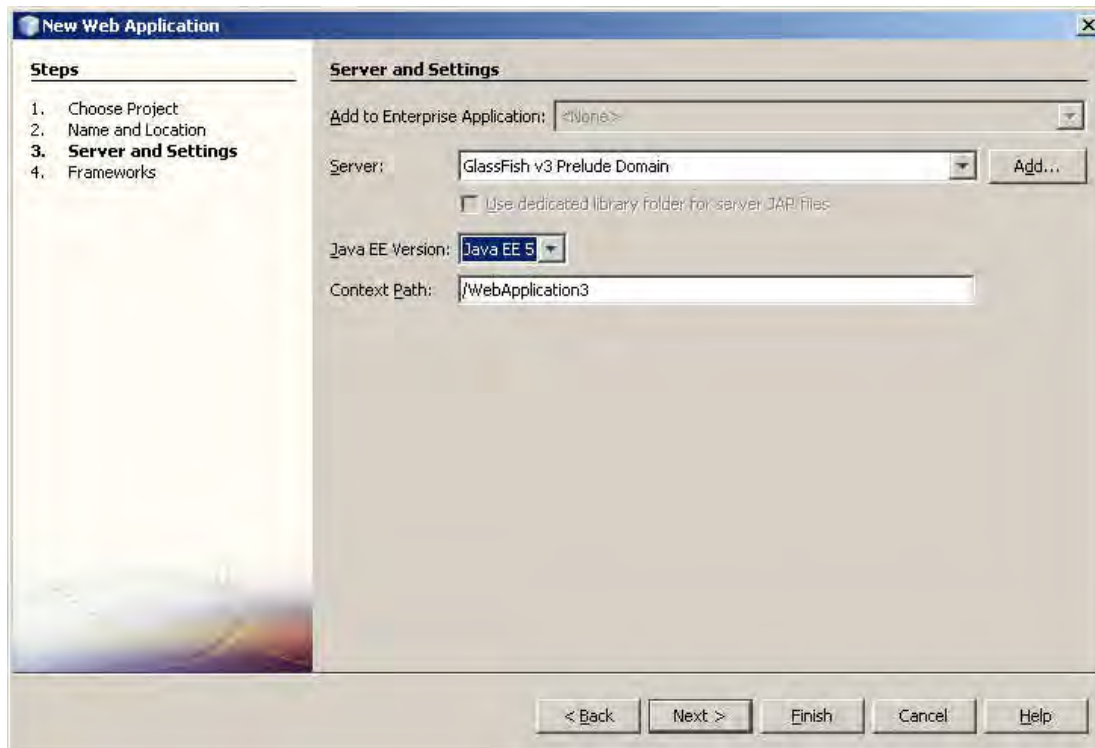 New Web Application
Steps
1. Choose Project
2. Name and Location
3. Server and Settings
4. Frameworks
Server and Settings
Add to Enterprise Application: <None>
Server: GlassFish v3 Prelude Domain Add...
Use dedicated library folder for server JAR files
Java EE Version: Java EE 5
Context Path: /WebApplication3
< Back Next > Finish Cancel Help